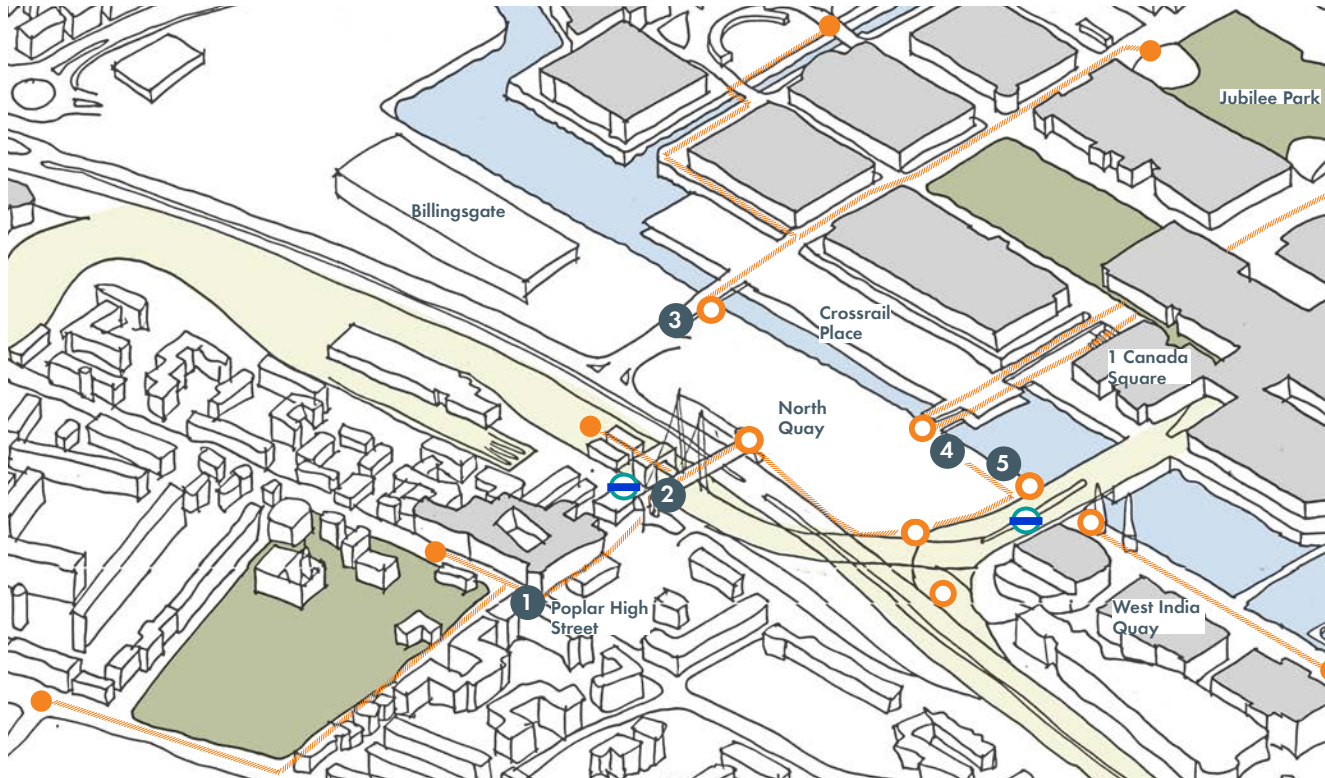 Jubilee Park
Billingsgate
3
Crossrail
Place
1 Canada
Square
North
Quay
4
5
2
1
Poplar High
Street
West India
Quay